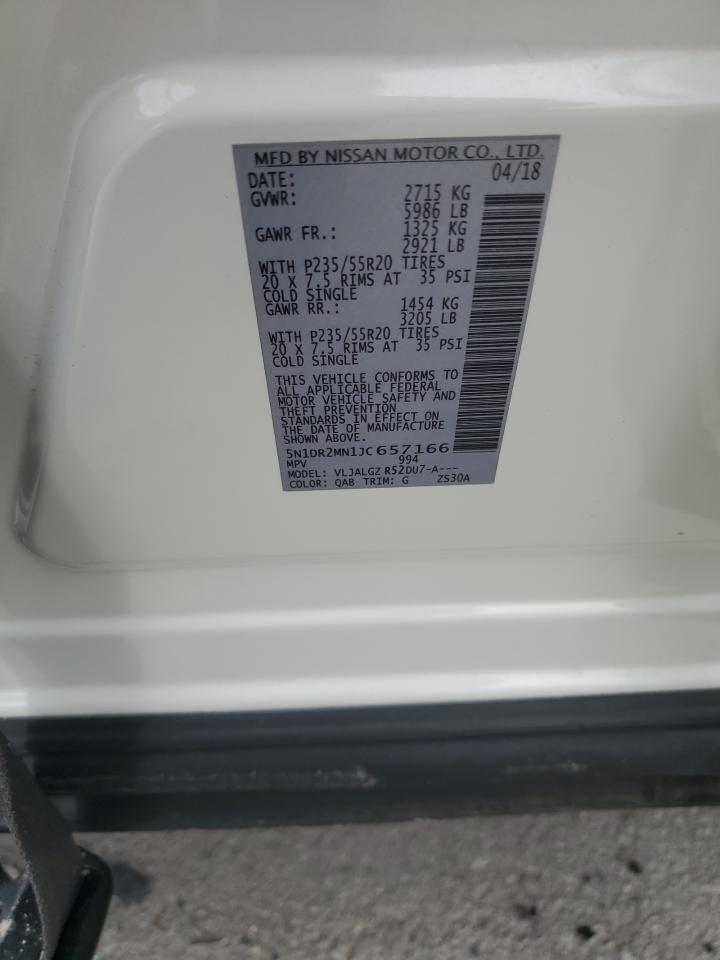 MFD BY NISSAN MOTOR CO., LTD.
DATE: 04/18
GVWR: 2715 KG
5986 LB
GAWR FR.: 1325 KG
2921 LB
WITH P235/55R20 TIRES
20 X 7.5 RIMS AT 35 PSI
COLD SINGLE
GAWR RR.: 1454 KG
3205 LB
WITH P235/55R20 TIRES
20 X 7.5 RIMS AT 35 PSI
COLD SINGLE
THIS VEHICLE CONFORMS TO
ALL APPLICABLE FEDERAL
MOTOR VEHICLE SAFETY AND
THEFT PREVENTION
STANDARDS IN EFFECT ON
THE DATE OF MANUFACTURE
SHOWN ABOVE.
5N1DR2MN1JC657166
MPV 994
MODEL: VLJALGZ R52DU7-A---
COLOR: QAB TRIM: G ZS30A